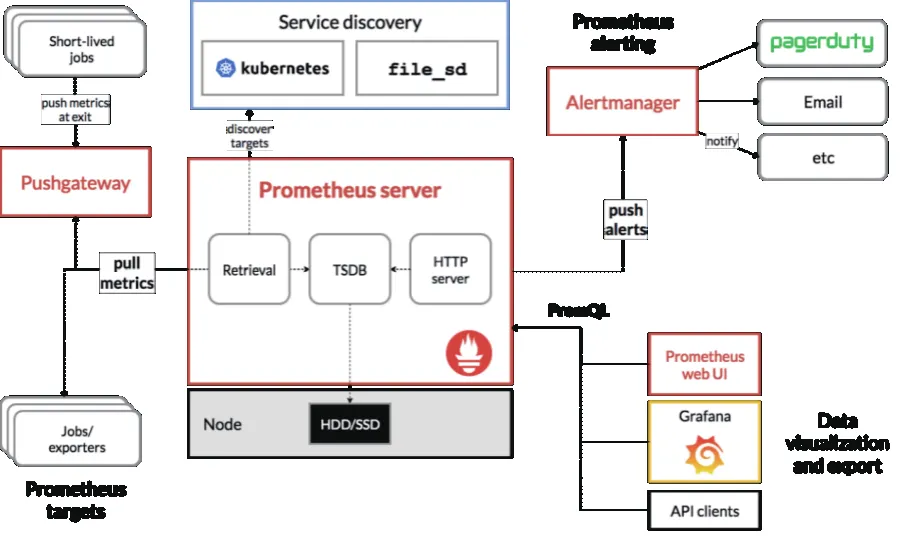 Short-lived
jobs
push metrics
at exit
Pushgateway
Service discovery
kubernetes
file_sd
discover
targets
Prometheus server
pull
metrics
Retrieval
TSDB
HTTP
server
Node
HDD/SSD
Jobs/
exporters
Prometheus
targets
Prometheus
alerting
Alertmanager
pagerduty
Email
notify
etc
push
alerts
PromQL
Prometheus
web UI
Grafana
API clients
Data
visualization
and export